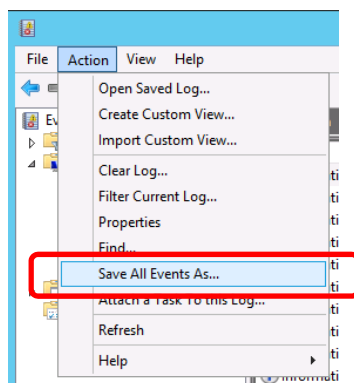 File Action View Help
Open Saved Log...
Create Custom View...
Import Custom View...
Clear Log...
Filter Current Log...
Properties
Find...
Save All Events As...
Attach a Task To this Log...
Refresh
Help